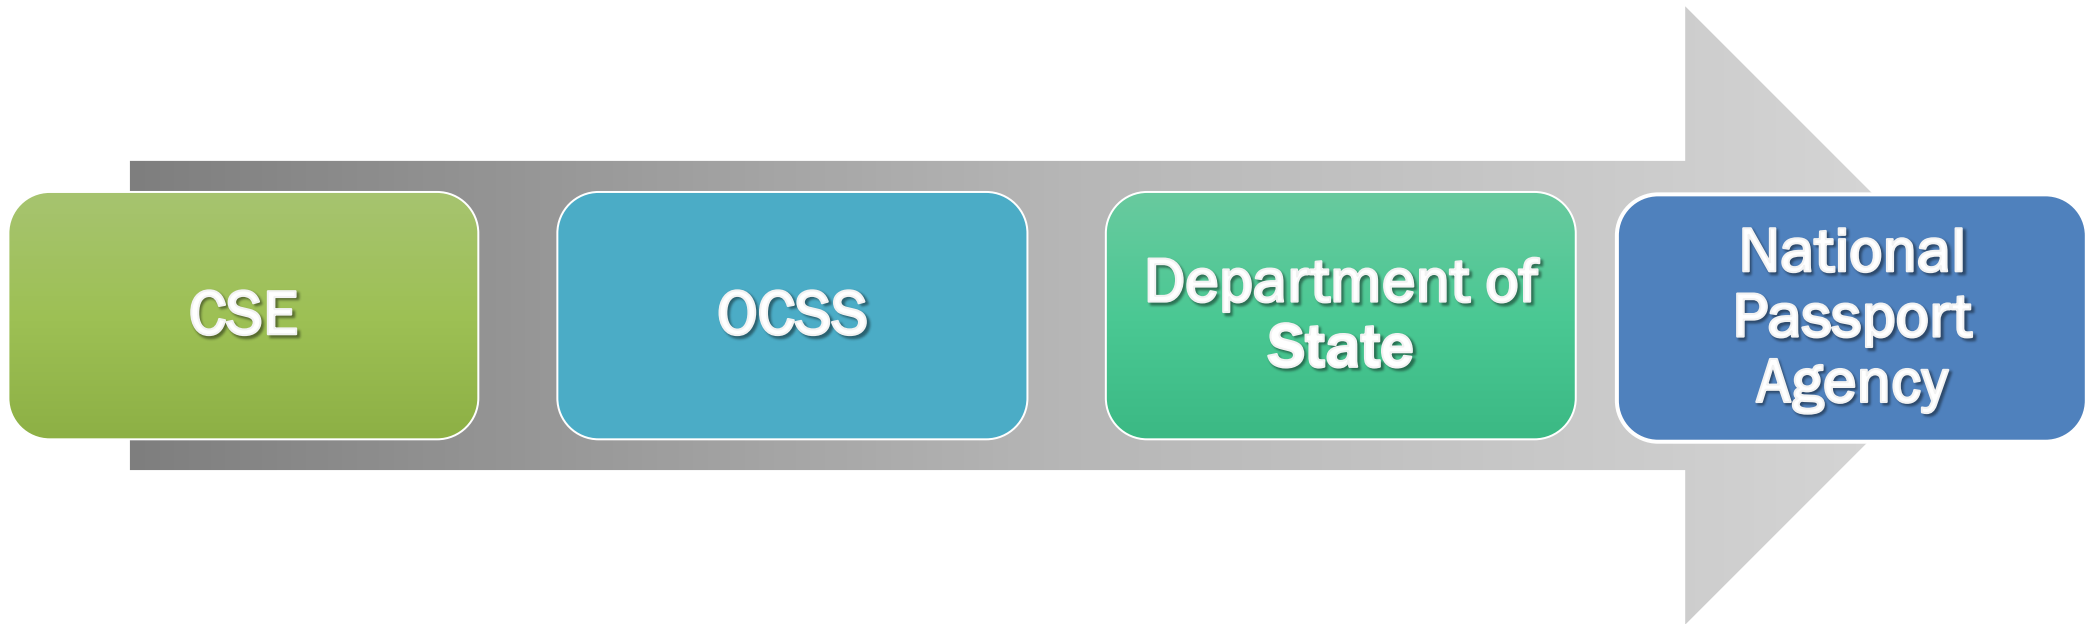 CSE
OCSS
Department of
State
National
Passport
Agency